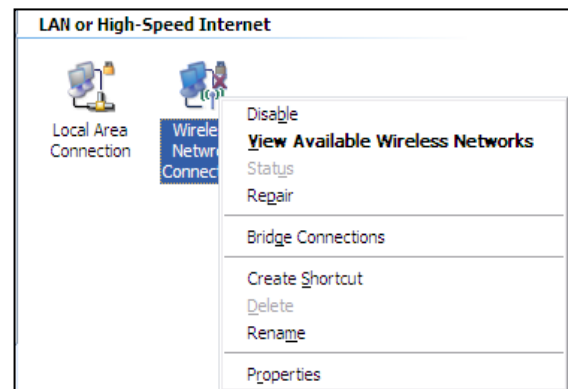 LAN or High-Speed Internet
Local Area
Connection
Disable
View Available Wireless Networks
Status
Repair
Bridge Connections
Create Shortcut
Delete
Rename
Properties